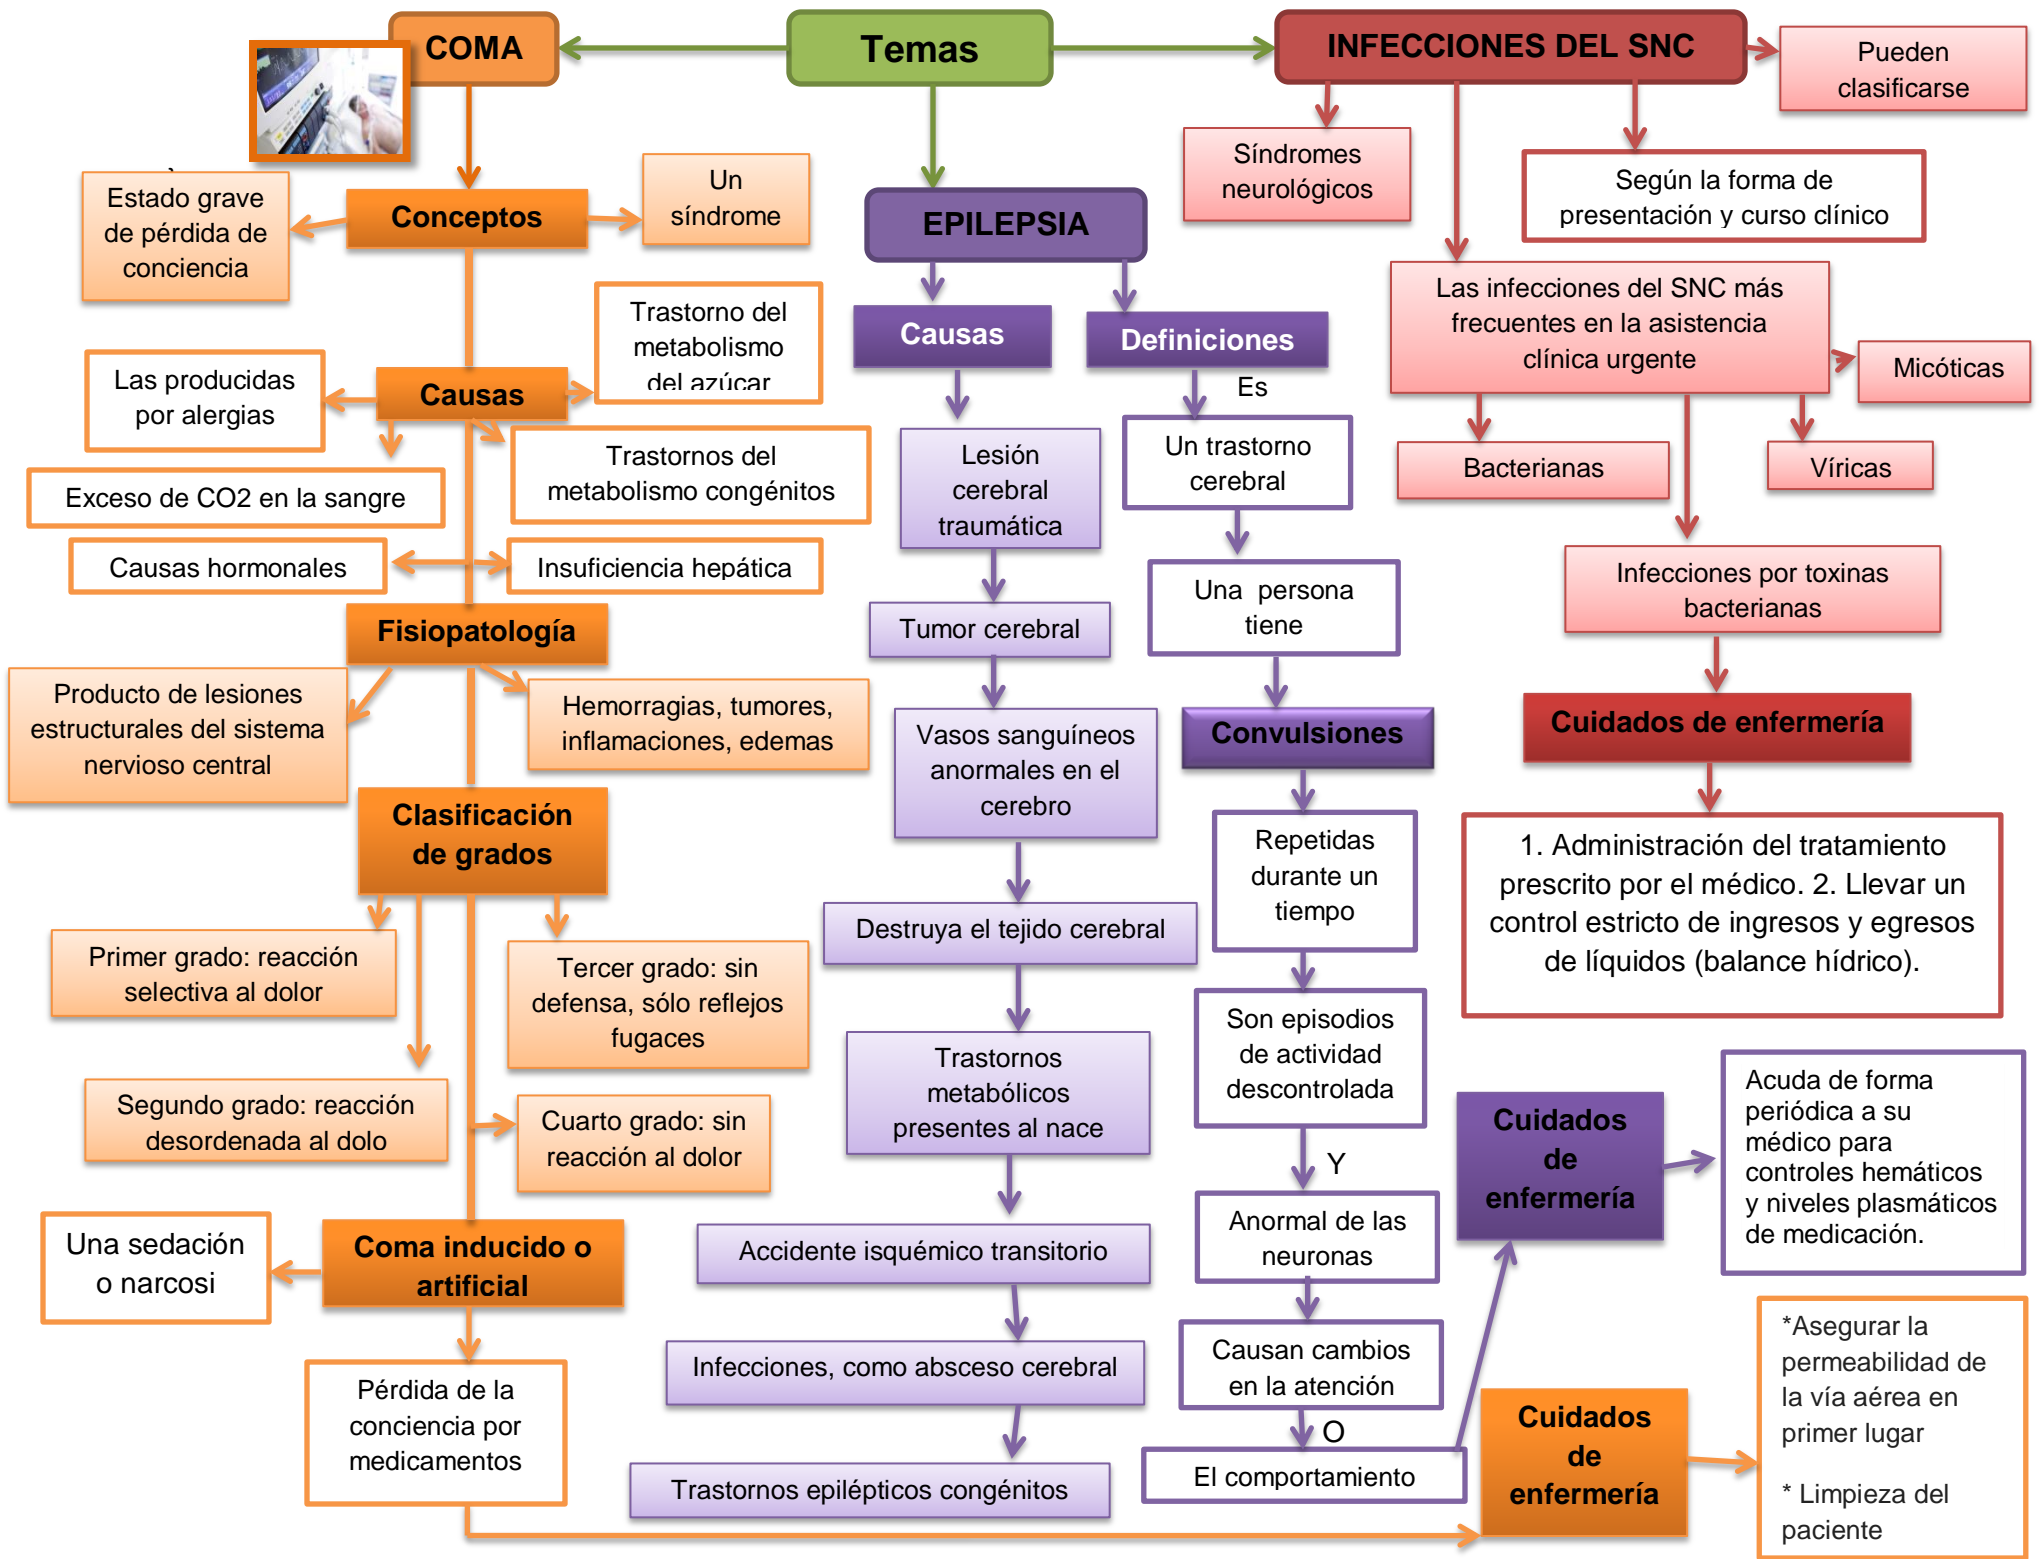 Temas
COMA
Conceptos
Estado grave
de pérdida de
conciencia
Un
síndrome
Causas
Trastorno del
metabolismo
del azúcar
Las producidas
por alergias
Exceso de CO2 en la sangre
Trastornos del
metabolismo congénitos
Causas hormonales
Insuficiencia hepática
Fisiopatología
Producto de lesiones
estructurales del sistema
nervioso central
Hemorragias, tumores,
inflamaciones, edemas
Clasificación
de grados
Primer grado: reacción
selectiva al dolor
Tercer grado: sin
defensa, sólo reflejos
fugaces
Segundo grado: reacción
desordenada al dolo
Cuarto grado: sin
reacción al dolor
Coma inducido o
artificial
Una sedación
o narcosi
Pérdida de la
conciencia por
medicamentos
Cuidados
de
enfermería
*Asegurar la
permeabilidad de
la vía aérea en
primer lugar
* Limpieza del
paciente
EPILEPSIA
Causas
Lesión
cerebral
traumática
Tumor cerebral
Vasos sanguíneos
anormales en el
cerebro
Destruya el tejido cerebral
Trastornos
metabólicos
presentes al nace
Accidente isquémico transitorio
Infecciones, como absceso cerebral
Trastornos epilépticos congénitos
Definiciones
Es
Un trastorno
cerebral
Una persona
tiene
Convulsiones
Repetidas
durante un
tiempo
Son episodios
de actividad
descontrolada
Y
Anormal de las
neuronas
Causan cambios
en la atención
O
El comportamiento
Cuidados
de
enfermería
Acuda de forma
periódica a su
médico para
controles hemáticos
y niveles plasmáticos
de medicación.
INFECCIONES DEL SNC
Pueden
clasificarse
Síndromes
neurológicos
Según la forma de
presentación y curso clínico
Las infecciones del SNC más
frecuentes en la asistencia
clínica urgente
Micóticas
Bacterianas
Víricas
Infecciones por toxinas
bacterianas
Cuidados de enfermería
1. Administración del tratamiento
prescrito por el médico. 2. Llevar un
control estricto de ingresos y egresos
de líquidos (balance hídrico).